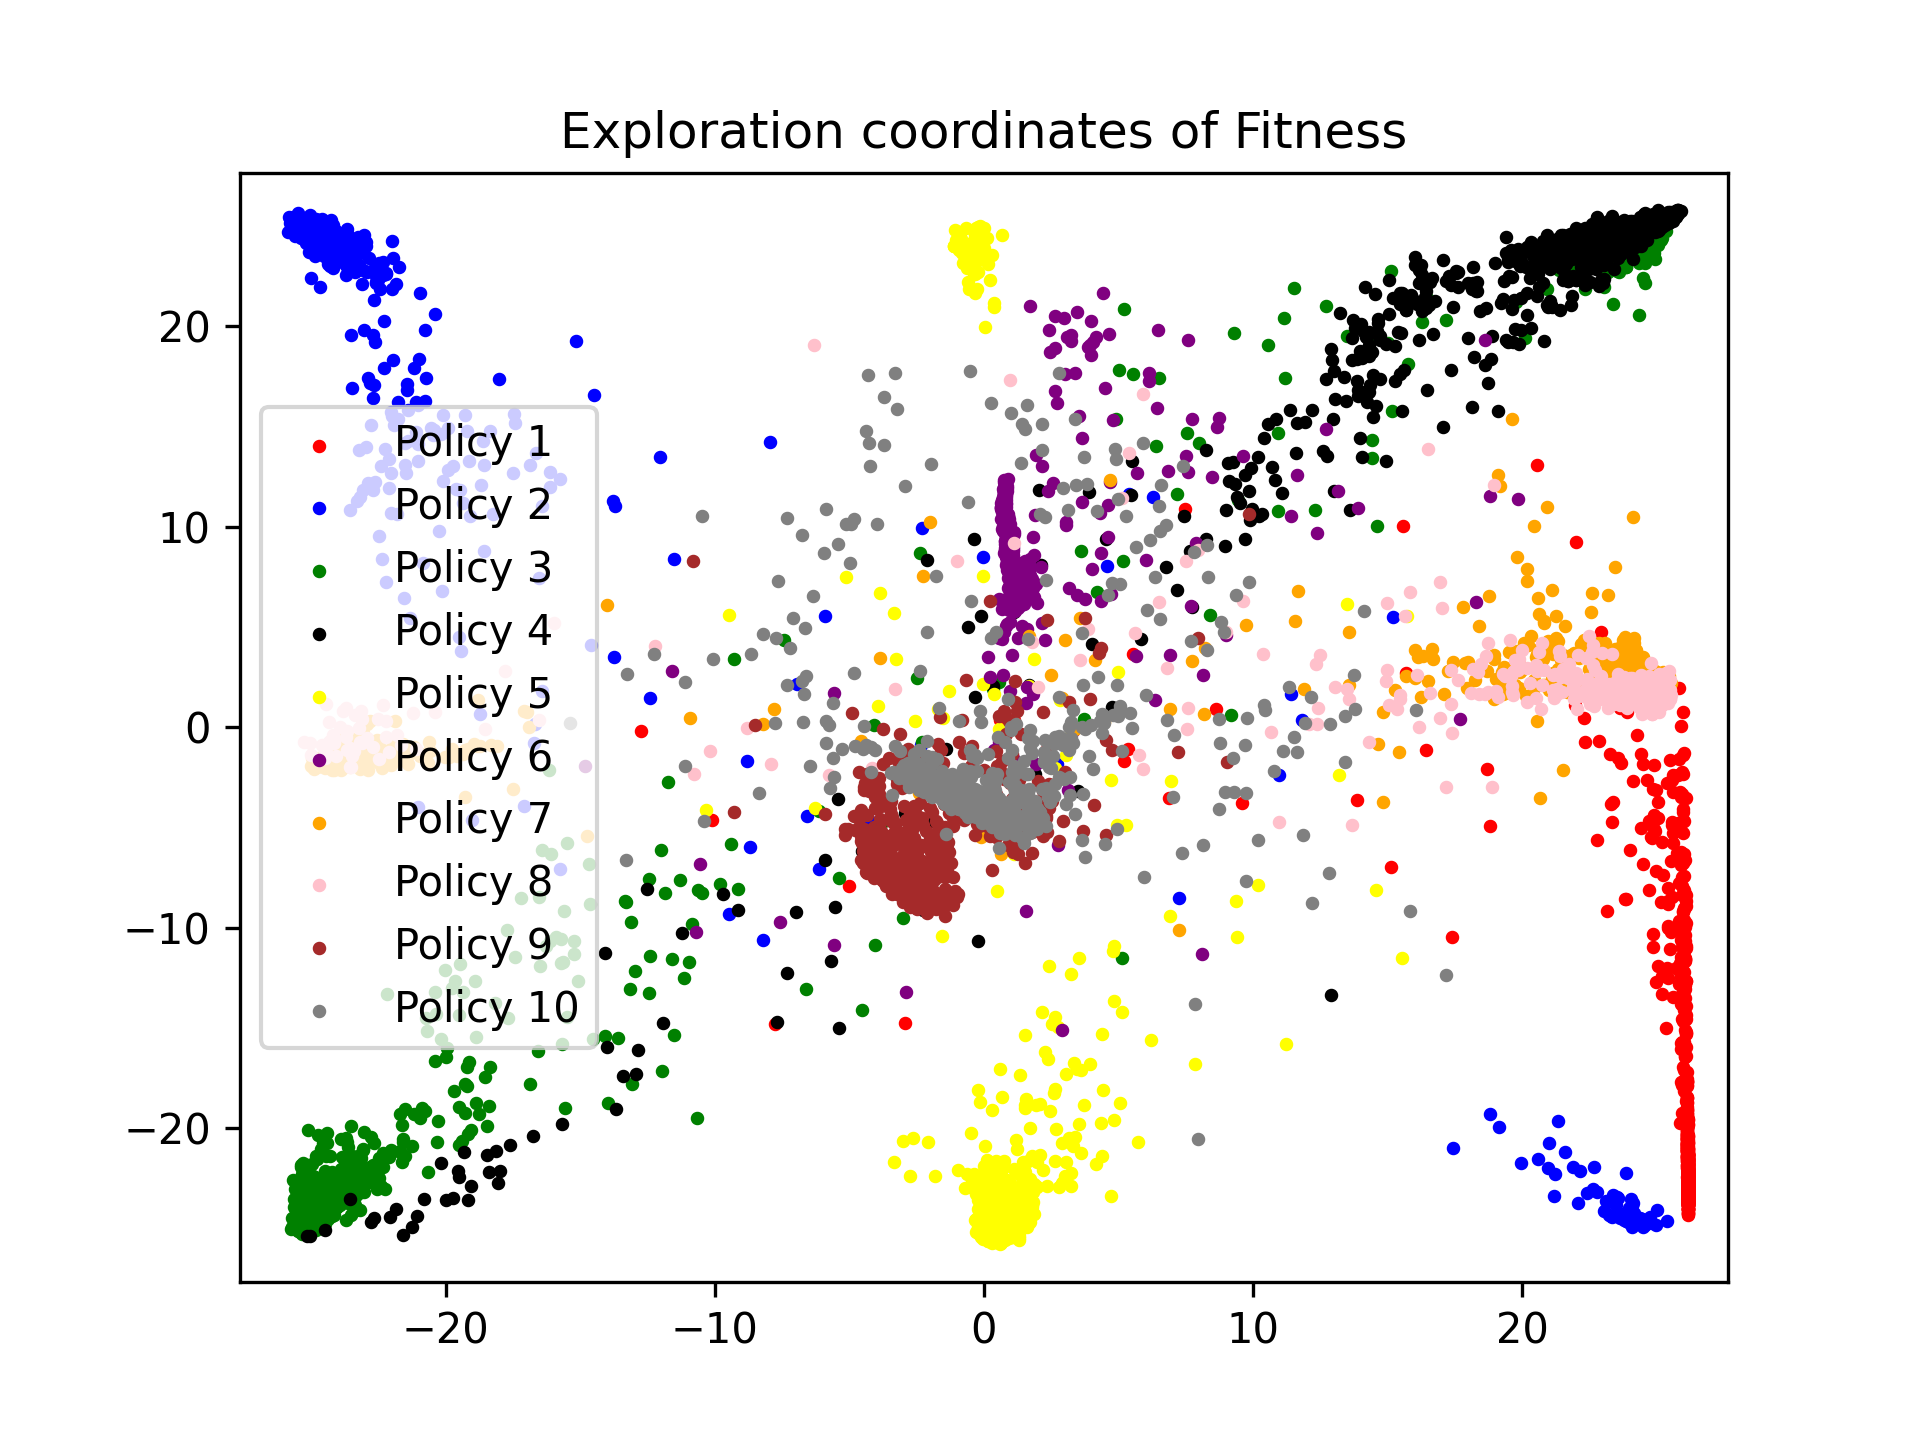 Exploration coordinates of Fitness
20
10
0
−10
−20
Policy 1
Policy 2
Policy 3
Policy 4
Policy 5
Policy 6
Policy 7
Policy 8
Policy 9
Policy 10
−20 −10 0 10 20